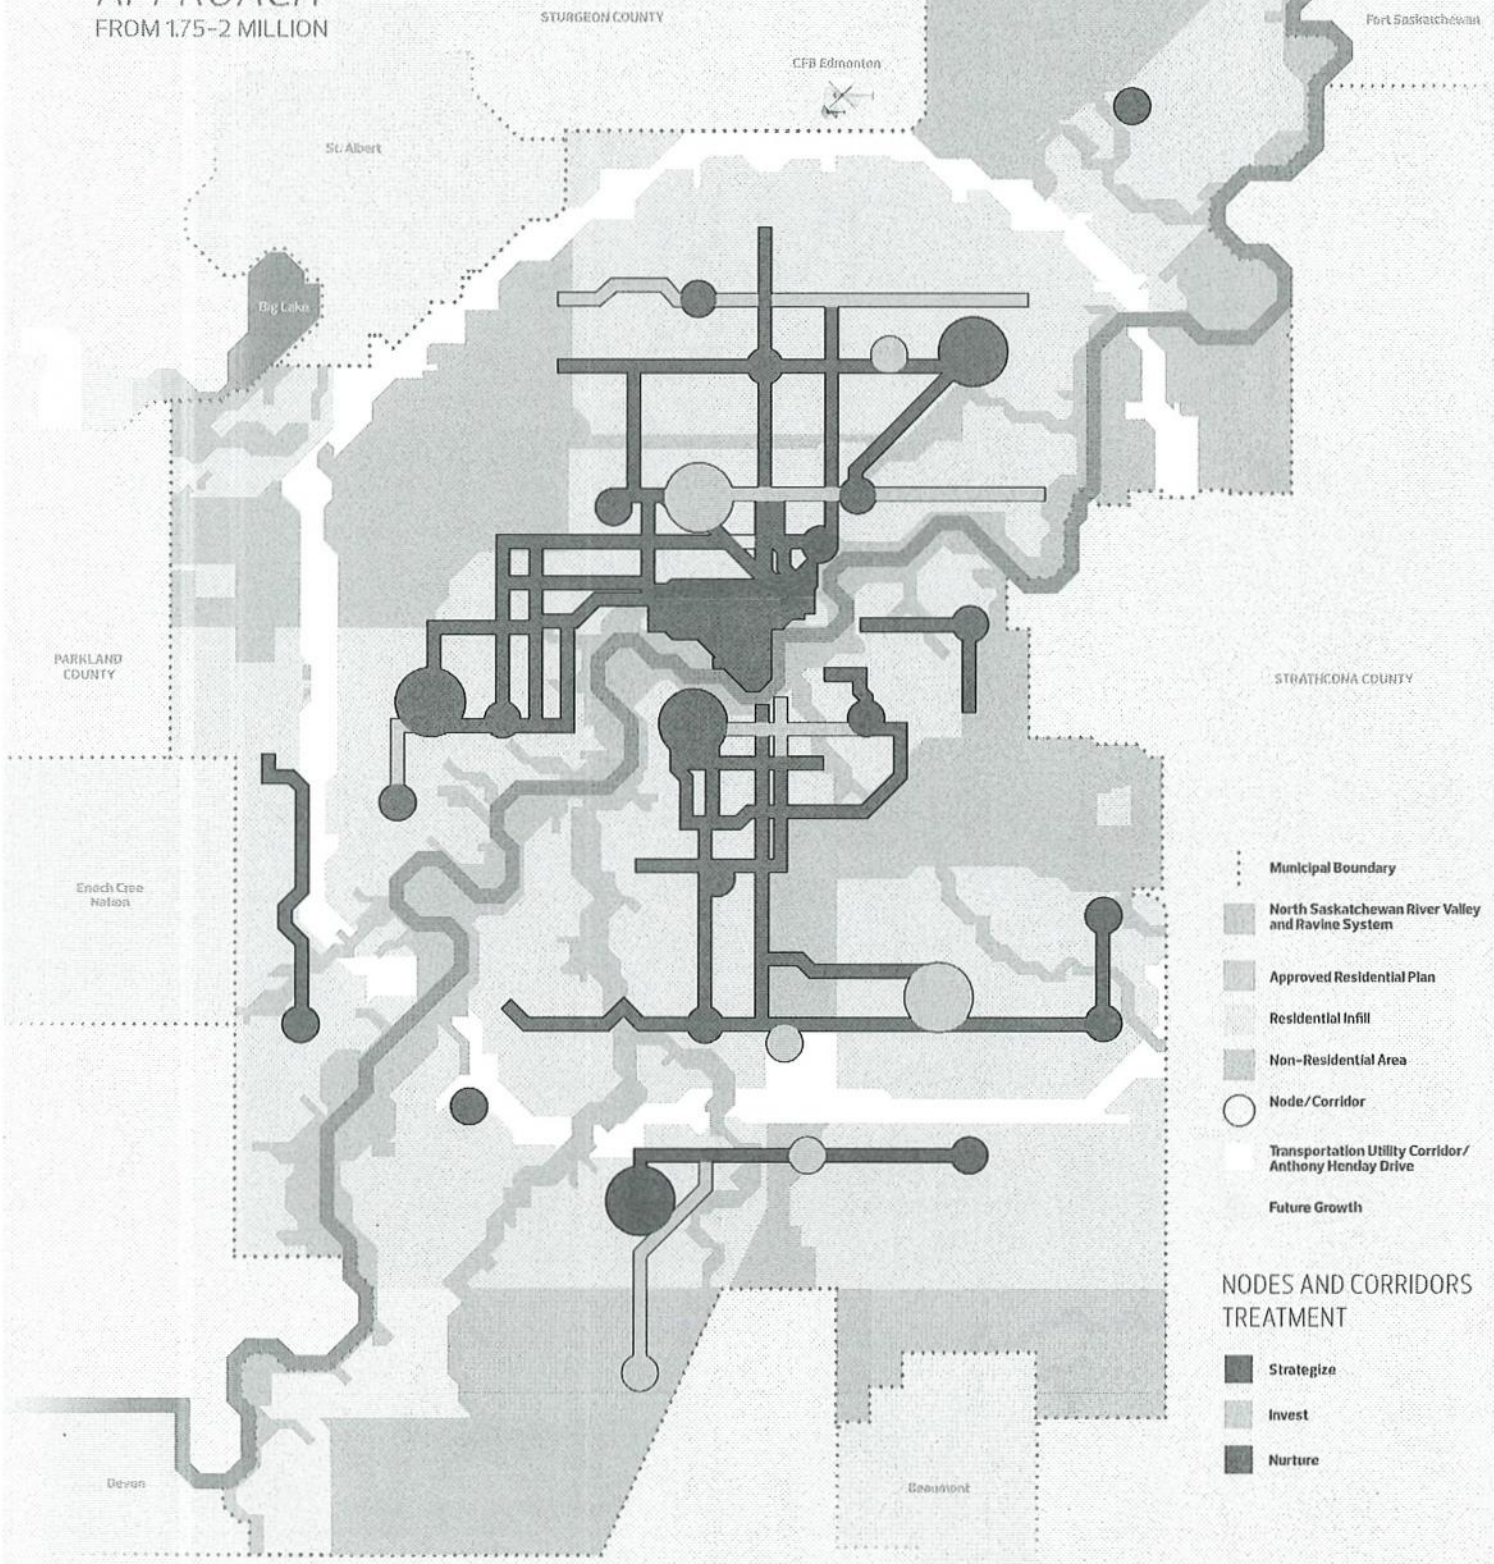 APPROACH
FROM 1.75-2 MILLION
STURGEON COUNTY
Fort Saskatchewan
CFB Edmonton
St. Albert
Big Lake
PARKLAND
COUNTY
STRATHCONA COUNTY
Enoch Cree
Nation
Municipal Boundary
North Saskatchewan River Valley
and Ravine System
Approved Residential Plan
Residential Infill
Non-Residential Area
Node/Corridor
Transportation Utility Corridor/
Anthony Henday Drive
Future Growth
NODES AND CORRIDORS
TREATMENT
Strategize
Invest
Nurture
Devon
Beaumont